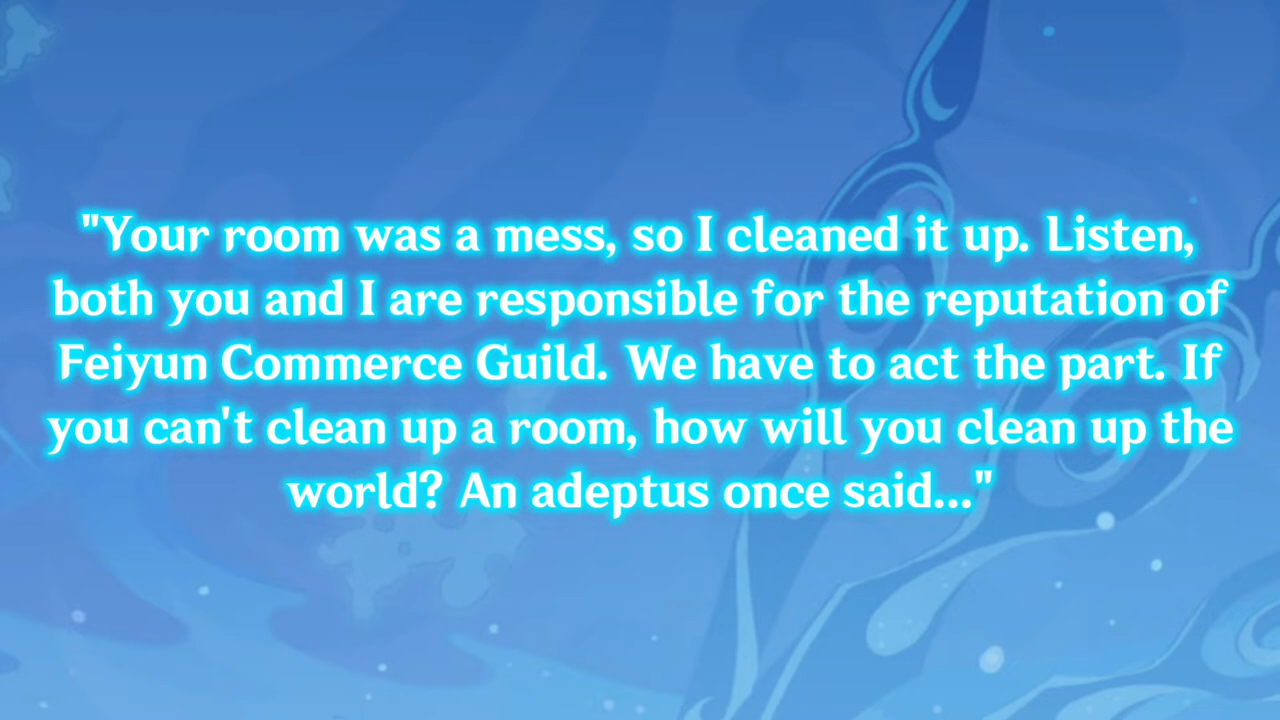 "Your room was a mess, so I cleaned it up. Listen,
both you and I are responsible for the reputation of
Feiyun Commerce Guild. We have to act the part. If
you can't clean up a room, how will you clean up the
world? An adeptus once said..."